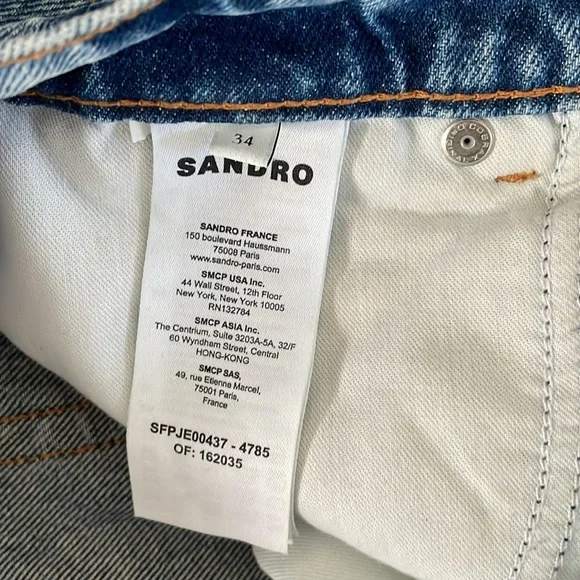 34
SANDRO
SANDRO FRANCE
150 boulevard Haussmann
75008 Paris
www.sandro-paris.com
SMCP USA Inc.
44 Wall Street, 12th Floor
New York, New York 10005
RN132784
SMCP ASIA Inc.
The Centrium, Suite 3203A-5A, 32/F
60 Wyndham Street, Central
HONG-KONG
SMCP SAS,
49, rue Etienne Marcel,
75001 Paris,
France
SFPJE00437 - 4785
OF: 162035